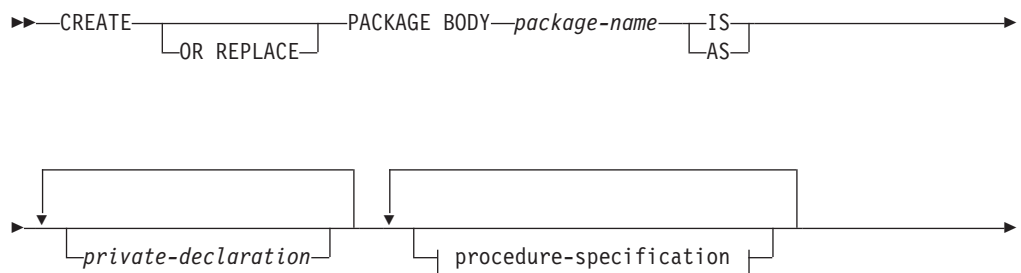 CREATE PACKAGE BODY package-name IS
OR REPLACE AS
private-declaration procedure-specification